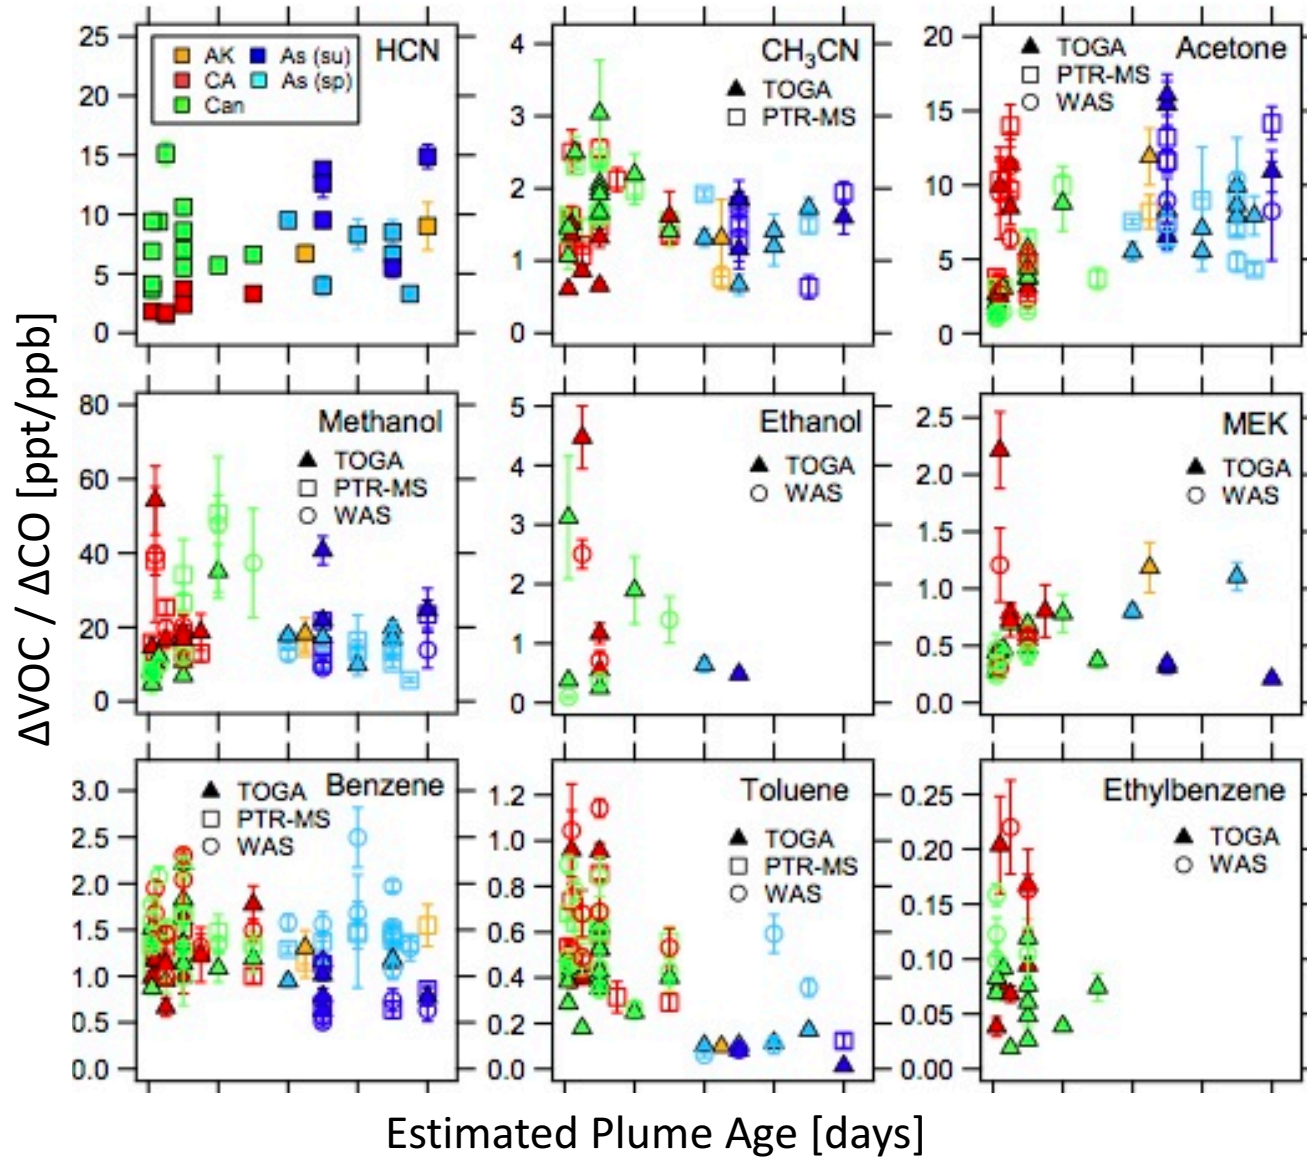 HCN
25
20
15
10
5
0
AK
As (su)
CA
As (sp)
Can
CH₃CN
4
3
2
1
0
TOGA
PTR-MS
Acetone
20
15
10
5
0
TOGA
PTR-MS
WAS
Methanol
80
60
40
20
0
TOGA
PTR-MS
WAS
Ethanol
5
4
3
2
1
0
TOGA
WAS
MEK
2.5
2.0
1.5
1.0
0.5
0.0
TOGA
WAS
Benzene
3.0
2.5
2.0
1.5
1.0
0.5
0.0
TOGA
PTR-MS
WAS
Toluene
1.2
1.0
0.8
0.6
0.4
0.2
0.0
TOGA
PTR-MS
WAS
Ethylbenzene
0.25
0.20
0.15
0.10
0.05
0.00
TOGA
WAS
ΔVOC / ΔCO [ppt/ppb]
Estimated Plume Age [days]